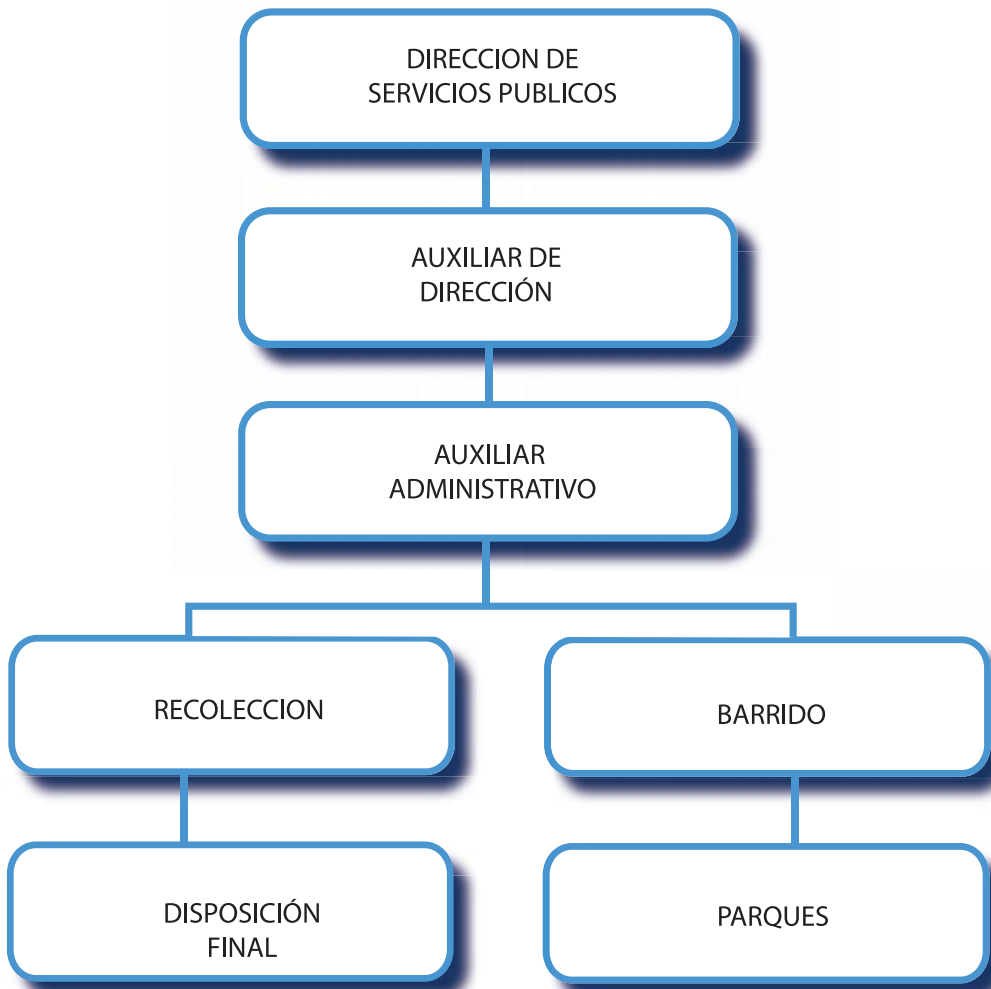 DIRECCION DE
SERVICIOS PUBLICOS
AUXILIAR DE
DIRECCIÓN
AUXILIAR
ADMINISTRATIVO
RECOLECCION
BARRIDO
DISPOSICIÓN
FINAL
PARQUES